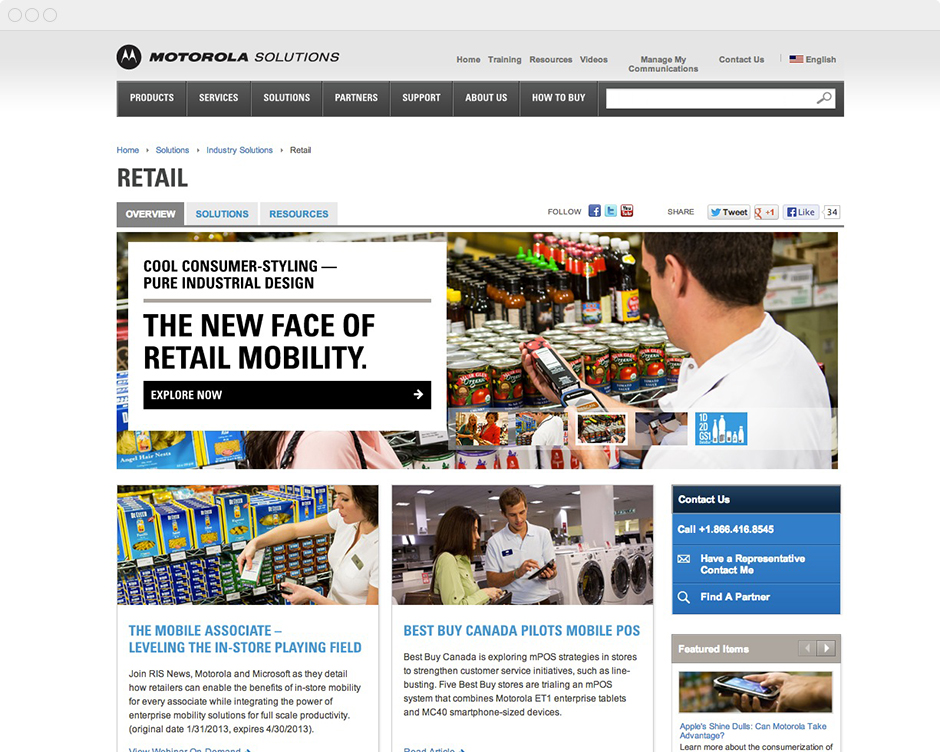 MOTOROLA SOLUTIONS
Home Training Resources Videos Manage My Communications Contact Us English
PRODUCTS SERVICES SOLUTIONS PARTNERS SUPPORT ABOUT US HOW TO BUY
Home Solutions Industry Solutions Retail
RETAIL
OVERVIEW SOLUTIONS RESOURCES
FOLLOW SHARE Tweet +1 Like 34
COOL CONSUMER-STYLING —
PURE INDUSTRIAL DESIGN
THE NEW FACE OF
RETAIL MOBILITY.
EXPLORE NOW
Angel Hair Nests
1D
2D
GS1
THE MOBILE ASSOCIATE –
LEVELING THE IN-STORE PLAYING FIELD
Join RIS News, Motorola and Microsoft as they detail
how retailers can enable the benefits of in-store mobility
for every associate while integrating the power of
enterprise mobility solutions for full scale productivity.
(original date 1/31/2013, expires 4/30/2013).
View Webinar On-Demand
BEST BUY CANADA PILOTS MOBILE POS
Best Buy Canada is exploring mPOS strategies in stores
to strengthen customer service initiatives, such as line-
busting. Five Best Buy stores are trialing an mPOS
system that combines Motorola ET1 enterprise tablets
and MC40 smartphone-sized devices.
Read Article
Contact Us
Call +1.866.416.8545
Have a Representative
Contact Me
Find A Partner
Featured Items
Apple's Shine Dulls: Can Motorola Take
Advantage?
Learn more about the consumerization of